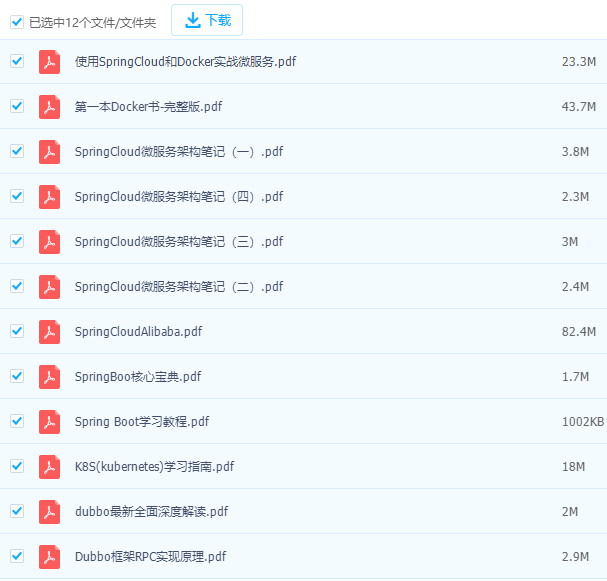 已选中12个文件/文件夹 下载
使用SpringCloud和Docker实战微服务.pdf 23.3M
第一本Docker书-完整版.pdf 43.7M
SpringCloud微服务架构笔记（一）.pdf 3.8M
SpringCloud微服务架构笔记（四）.pdf 2.3M
SpringCloud微服务架构笔记（三）.pdf 3M
SpringCloud微服务架构笔记（二）.pdf 2.4M
SpringCloudAlibaba.pdf 82.4M
SpringBoo核心宝典.pdf 1.7M
Spring Boot学习教程.pdf 1002KB
K8S(kubernetes)学习指南.pdf 18M
dubbo最新全面深度解读.pdf 2M
Dubbo框架RPC实现原理.pdf 2.9M